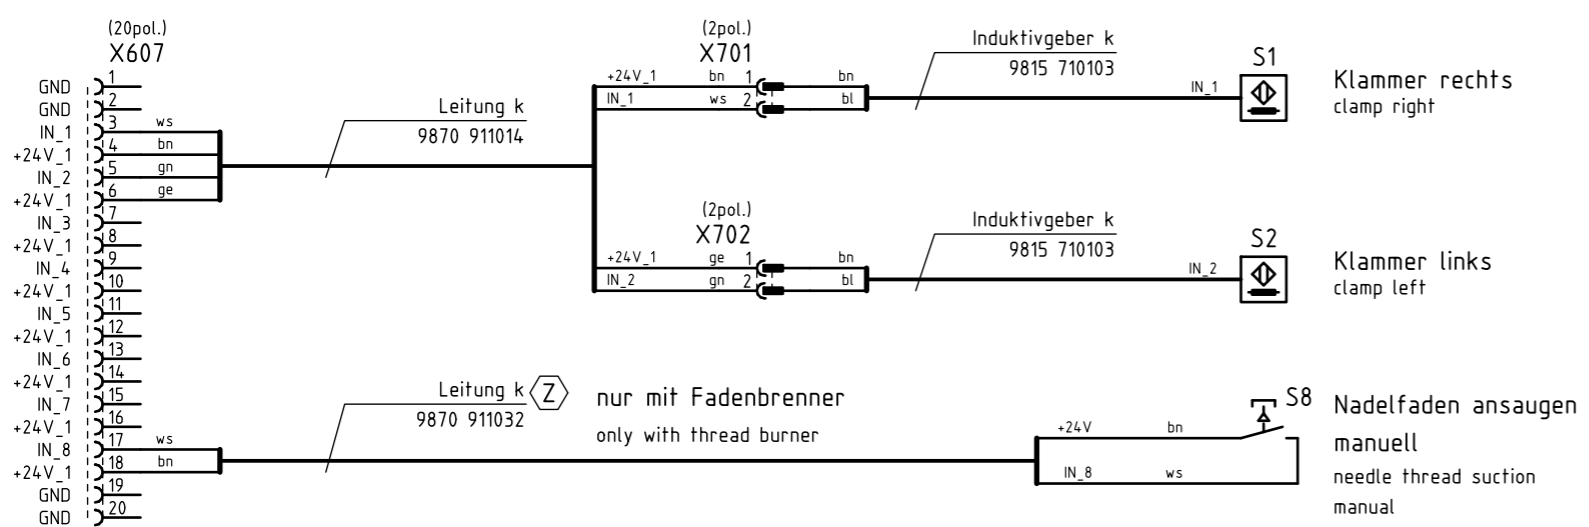 (20pol.)
X607
GND 1
GND 2
IN_1 3 ws
+24V_1 4 bn
IN_2 5 gn
+24V_1 6 ge
IN_3 7
+24V_1 8
IN_4 9
+24V_1 10
IN_5 11
+24V_1 12
IN_6 13
+24V_1 14
IN_7 15
+24V_1 16
IN_8 17 ws
+24V_1 18 bn
GND 19
GND 20
Leitung k
9870 911014
(2pol.)
X701
+24V_1 bn 1 bn
IN_1 ws 2 bl
Induktivgeber k
9815 710103
IN_1
S1
Klammer rechts
clamp right
(2pol.)
X702
+24V_1 ge 1 bn
IN_2 gn 2 bl
Induktivgeber k
9815 710103
IN_2
S2
Klammer links
clamp left
Leitung k Z
9870 911032
nur mit Fadenbrenner
only with thread burner
+24V bn
IN_8 ws
S8
Nadelfaden ansaugen
manuell
needle thread suction
manual